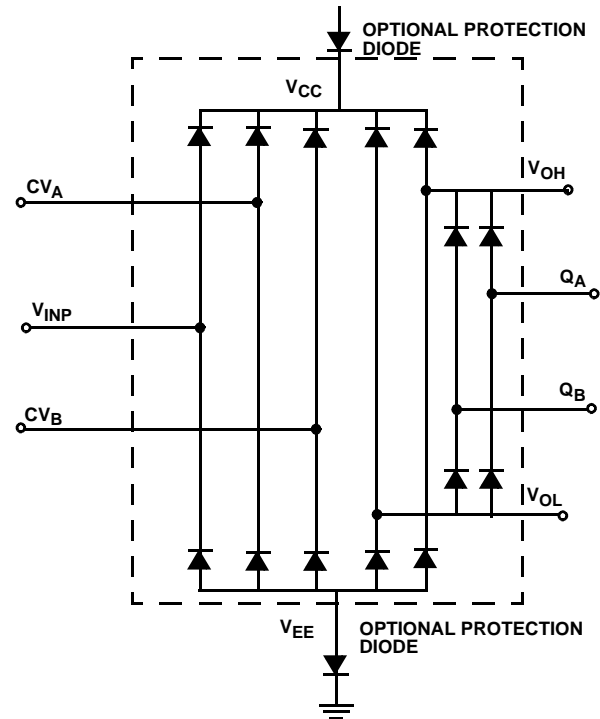 OPTIONAL PROTECTION
DIODE
VCC
CVA
VOH
QA
VINP
QB
CVB
VOL
VEE
OPTIONAL PROTECTION
DIODE